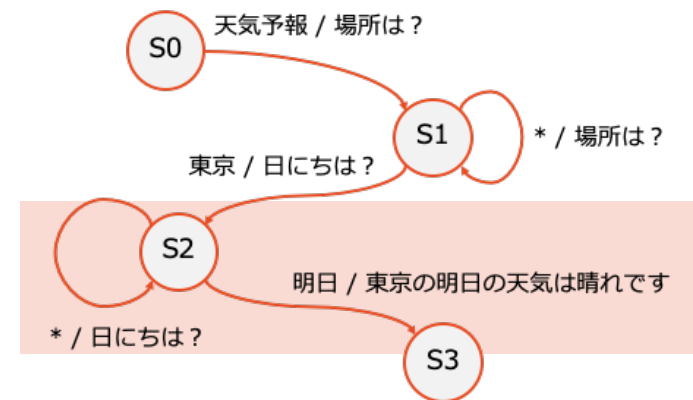 天気予報 / 場所は？
S0
S1
* / 場所は？
東京 / 日にちは？
S2
明日 / 東京の明日の天気は晴れです
* / 日にちは？
S3